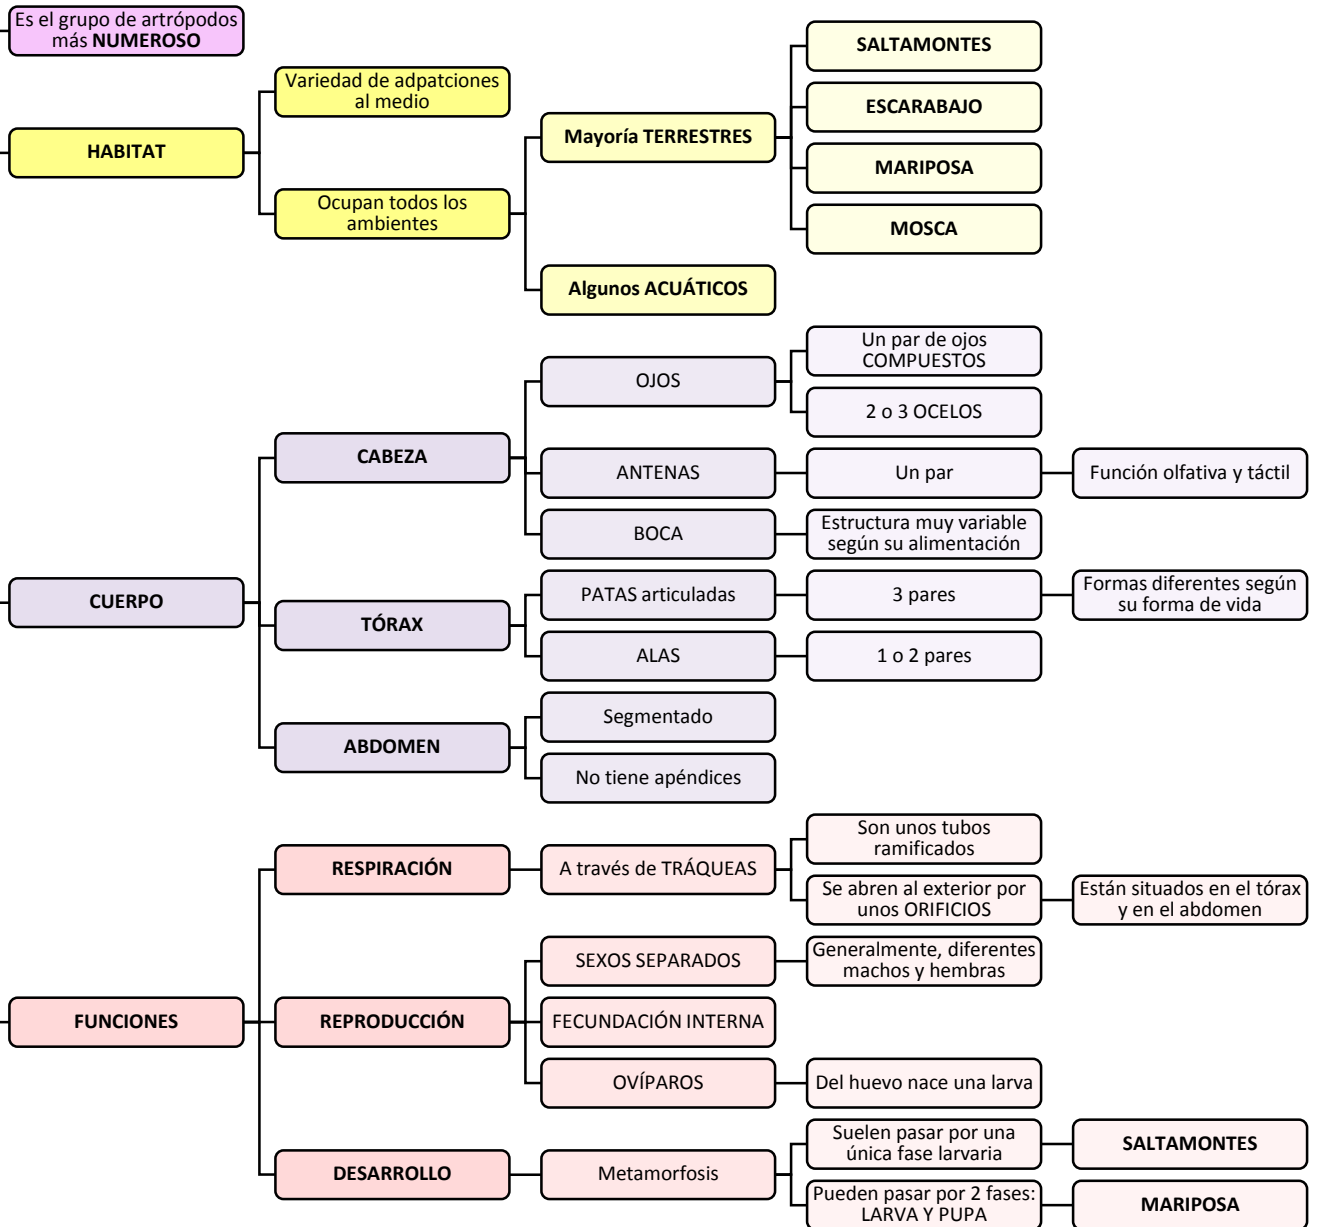 Es el grupo de artrópodos
más NUMEROSO
HABITAT
Variedad de adpatciones
al medio
Ocupan todos los
ambientes
Mayoría TERRESTRES
SALTAMONTES
ESCARABAJO
MARIPOSA
MOSCA
Algunos ACUÁTICOS
CUERPO
CABEZA
OJOS
Un par de ojos
COMPUESTOS
2 o 3 OCELOS
ANTENAS
Un par
Función olfativa y táctil
BOCA
Estructura muy variable
según su alimentación
TÓRAX
PATAS articuladas
3 pares
Formas diferentes según
su forma de vida
ALAS
1 o 2 pares
ABDOMEN
Segmentado
No tiene apéndices
FUNCIONES
RESPIRACIÓN
A través de TRÁQUEAS
Son unos tubos
ramificados
Se abren al exterior por
unos ORIFICIOS
Están situados en el tórax
y en el abdomen
REPRODUCCIÓN
SEXOS SEPARADOS
Generalmente, diferentes
machos y hembras
FECUNDACIÓN INTERNA
OVÍPAROS
Del huevo nace una larva
DESARROLLO
Metamorfosis
Suelen pasar por una
única fase larvaria
SALTAMONTES
Pueden pasar por 2 fases:
LARVA Y PUPA
MARIPOSA